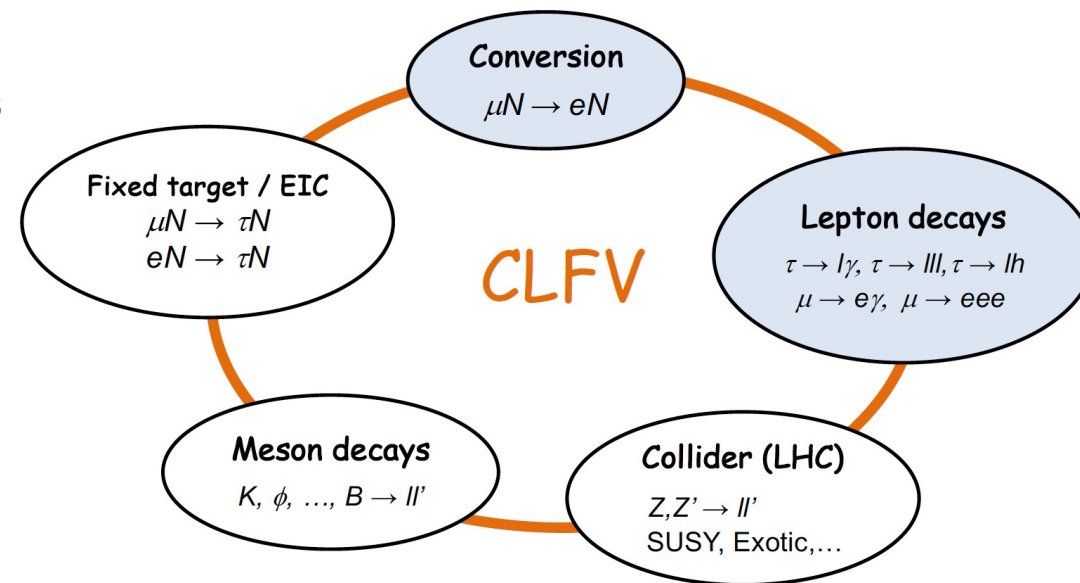 Conversion
μN → eN
Fixed target / EIC
μN → τN
eN → τN
Lepton decays
τ → lγ, τ → lll, τ → lh
μ → eγ, μ → eee
CLFV
Meson decays
K, ϕ, …, B → ll’
Collider (LHC)
Z,Z’ → ll’
SUSY, Exotic,…